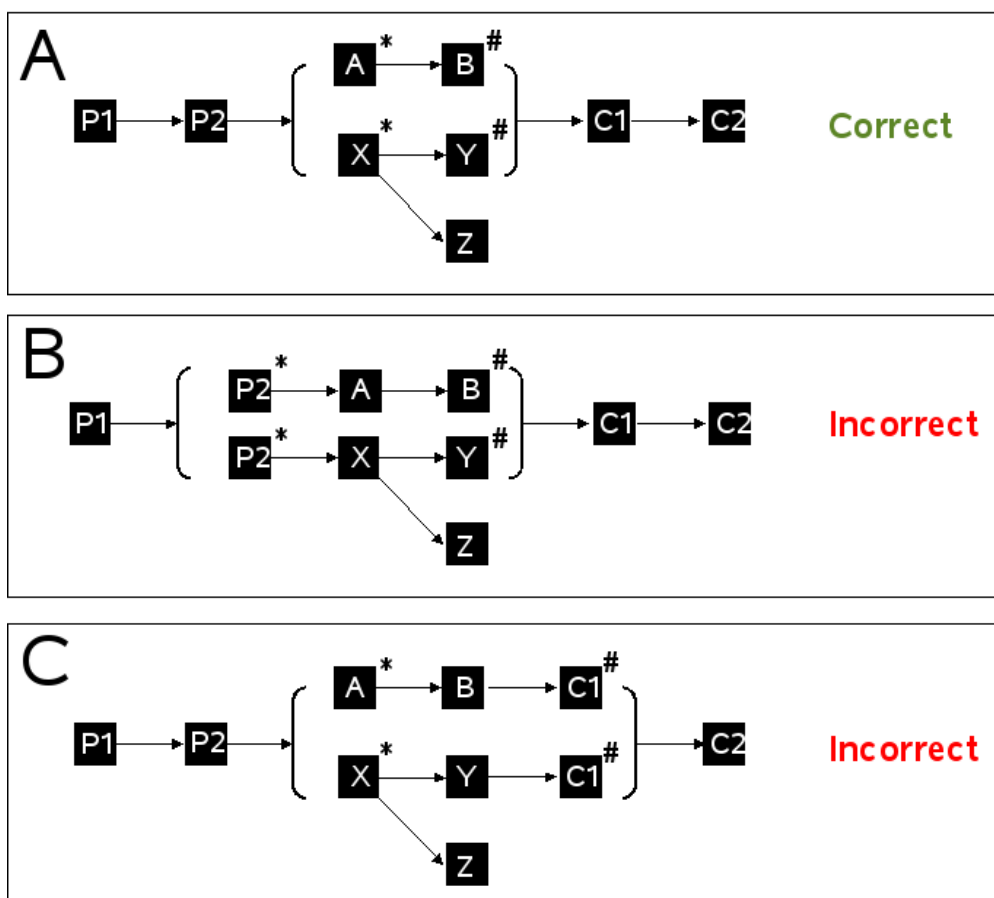 A
A * B #
P1 P2 C1 C2 Correct
X * Y #
Z
B
P2 * A B #
P1 C1 C2 Incorrect
P2 * X Y #
Z
C
A * B C1 #
P1 P2 C2 Incorrect
X * Y C1 #
Z